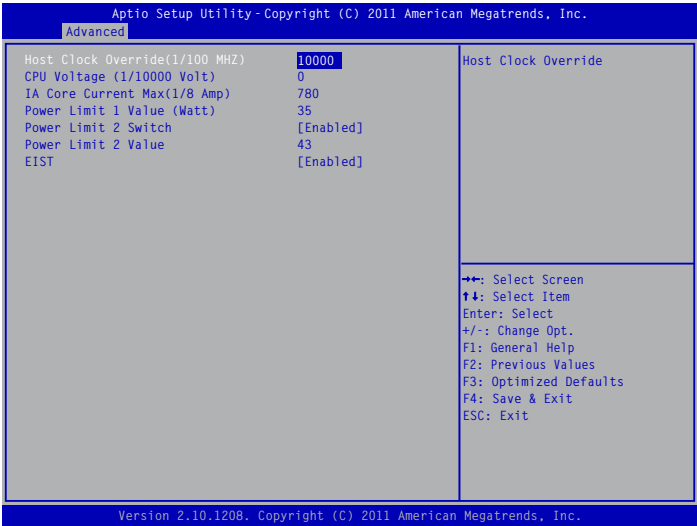 Aptio Setup Utility - Copyright (C) 2011 American Megatrends, Inc.
Advanced
Host Clock Override(1/100 MHZ) 10000
CPU Voltage (1/10000 Volt) 0
IA Core Current Max(1/8 Amp) 780
Power Limit 1 Value (Watt) 35
Power Limit 2 Switch [Enabled]
Power Limit 2 Value 43
EIST [Enabled]
Host Clock Override
→←: Select Screen
↑↓: Select Item
Enter: Select
+/-: Change Opt.
F1: General Help
F2: Previous Values
F3: Optimized Defaults
F4: Save & Exit
ESC: Exit
Version 2.10.1208. Copyright (C) 2011 American Megatrends, Inc.